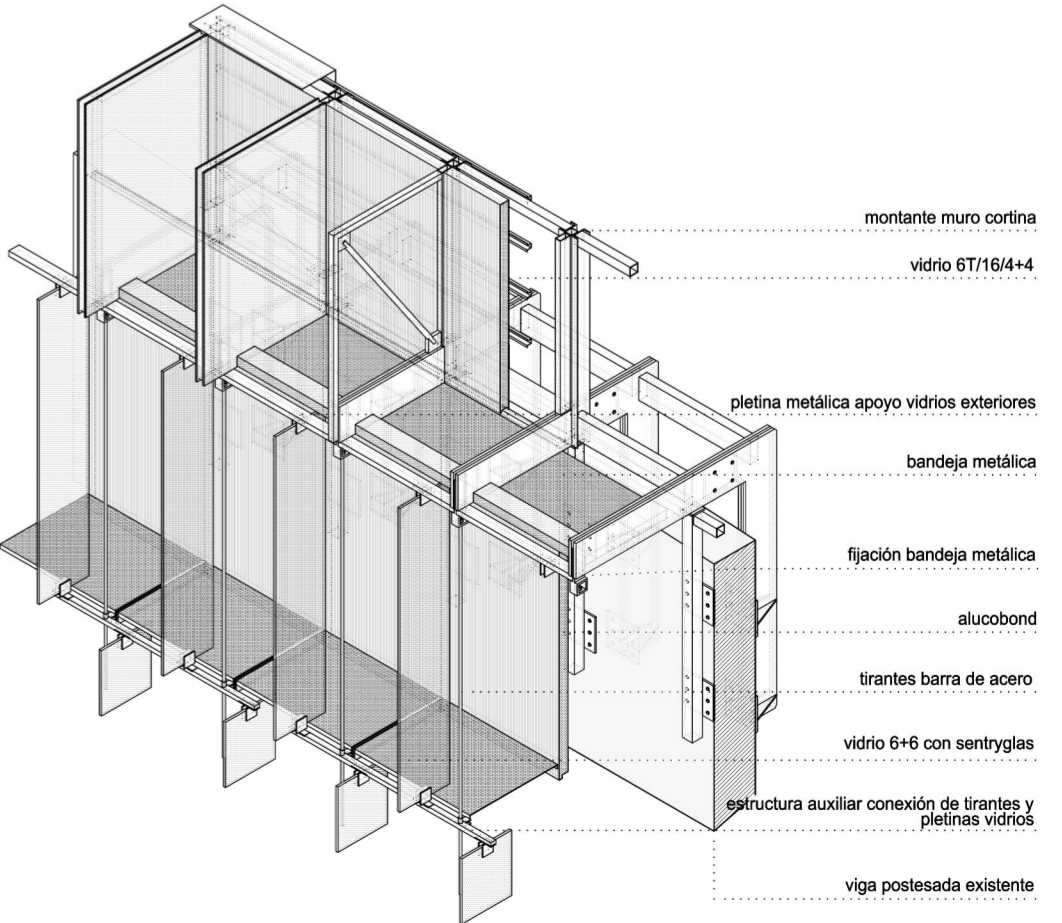 montante muro cortina
vidrio 6T/16/4+4
pletina metálica apoyo vidrios exteriores
bandeja metálica
fijación bandeja metálica
alucobond
tirantes barra de acero
vidrio 6+6 con sentryglas
estructura auxiliar conexión de tirantes y
pletinas vidrios
viga postesada existente